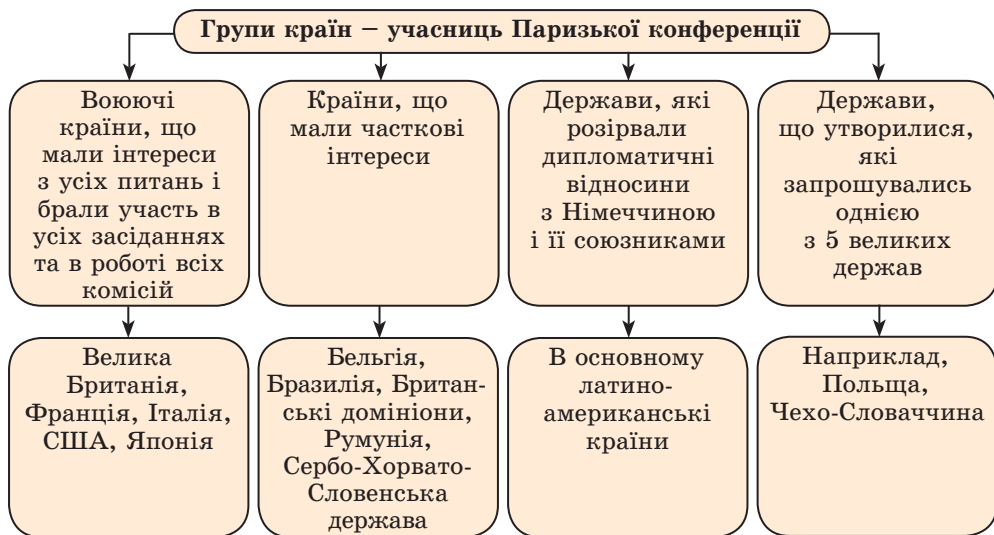 Групи країн – учасниць Паризької конференції
Воюючі
країни, що
мали інтереси
з усіх питань і
брали участь в
усіх засіданнях
та в роботі всіх
комісій
Країни, що
мали часткові
інтереси
Держави, які
розірвали
дипломатичні
відносини
з Німеччиною
і її союзниками
Держави,
що утворилися,
які
запрошувались
однією
з 5 великих
держав
Велика
Британія,
Франція, Італія,
США, Японія
Бельгія,
Бразилія, Британ-
ські домініони,
Румунія,
Сербо-Хорвато-
Словенська
держава
В основному
латино-
американські
країни
Наприклад,
Польща,
Чехо-Словаччина